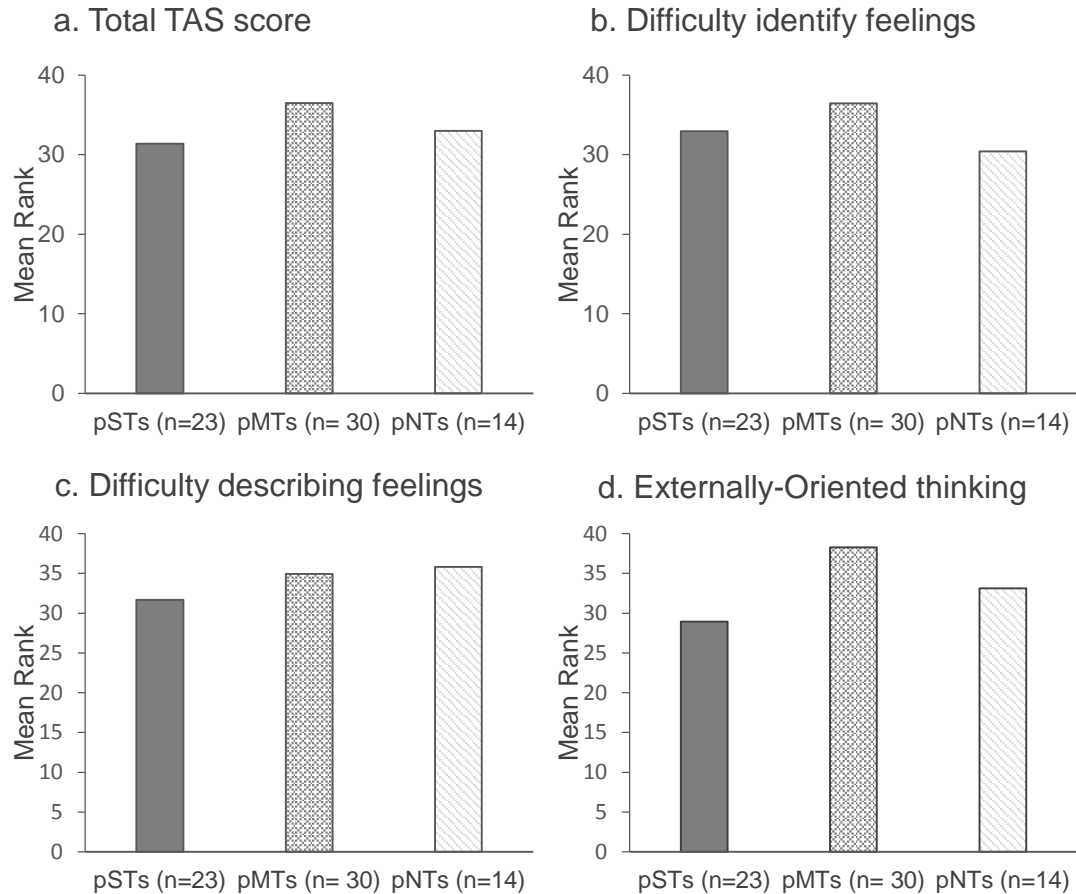 a. Total TAS score
40
30
20
10
0
Mean Rank
pSTs (n=23) pMTs (n= 30) pNTs (n=14)
b. Difficulty identify feelings
40
30
20
10
0
Mean Rank
pSTs (n=23) pMTs (n= 30) pNTs (n=14)
c. Difficulty describing feelings
40
35
30
25
20
15
10
5
0
Mean Rank
pSTs (n=23) pMTs (n= 30) pNTs (n=14)
d. Externally-Oriented thinking
40
35
30
25
20
15
10
5
0
Mean Rank
pSTs (n=23) pMTs (n= 30) pNTs (n=14)